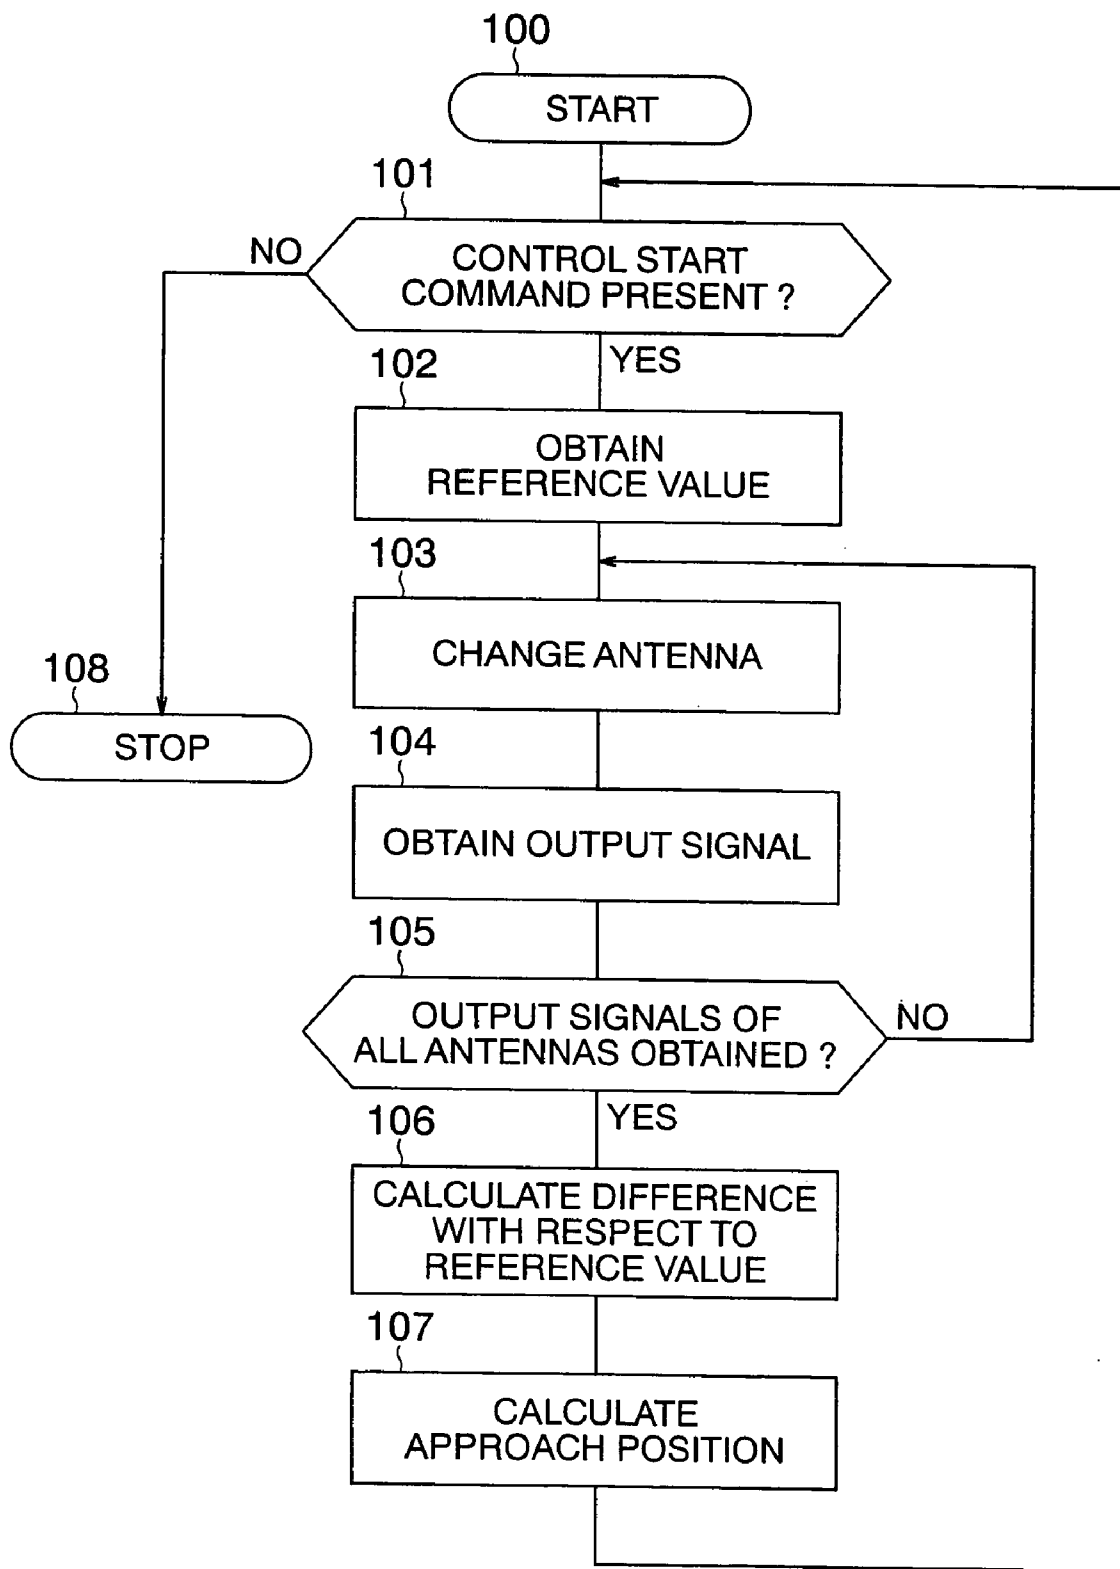 100
START
101
NO
CONTROL START
COMMAND PRESENT ?
YES
102
OBTAIN
REFERENCE VALUE
103
CHANGE ANTENNA
108
STOP
104
OBTAIN OUTPUT SIGNAL
105
OUTPUT SIGNALS OF
ALL ANTENNAS OBTAINED ?
NO
YES
106
CALCULATE DIFFERENCE
WITH RESPECT TO
REFERENCE VALUE
107
CALCULATE
APPROACH POSITION